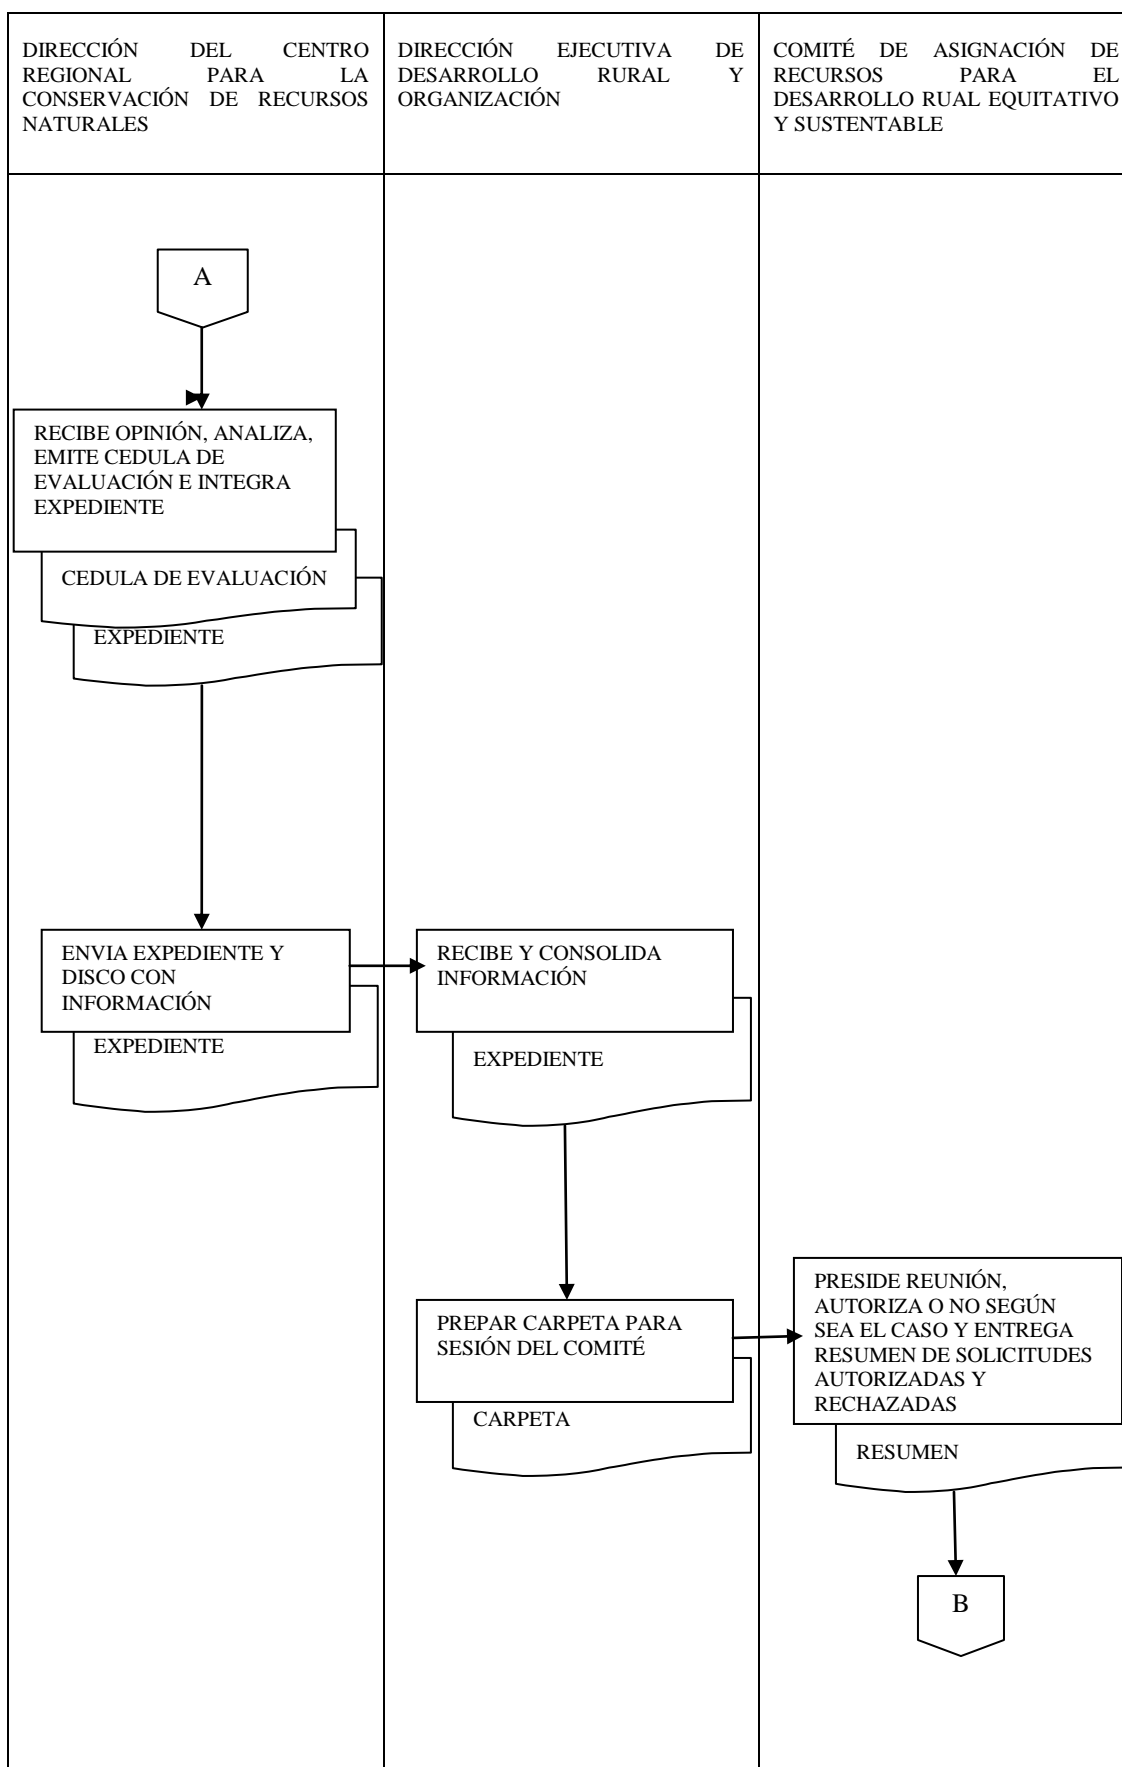 DIRECCIÓN DEL CENTRO
REGIONAL PARA LA
CONSERVACIÓN DE RECURSOS
NATURALES
DIRECCIÓN EJECUTIVA DE
DESARROLLO RURAL Y
ORGANIZACIÓN
COMITÉ DE ASIGNACIÓN DE
RECURSOS PARA EL
DESARROLLO RUAL EQUITATIVO
Y SUSTENTABLE
A
RECIBE OPINIÓN, ANALIZA,
EMITE CEDULA DE
EVALUACIÓN E INTEGRA
EXPEDIENTE
CEDULA DE EVALUACIÓN
EXPEDIENTE
ENVIA EXPEDIENTE Y
DISCO CON
INFORMACIÓN
EXPEDIENTE
RECIBE Y CONSOLIDA
INFORMACIÓN
EXPEDIENTE
PREPAR CARPETA PARA
SESIÓN DEL COMITÉ
CARPETA
PRESIDE REUNIÓN,
AUTORIZA O NO SEGÚN
SEA EL CASO Y ENTREGA
RESUMEN DE SOLICITUDES
AUTORIZADAS Y
RECHAZADAS
RESUMEN
B